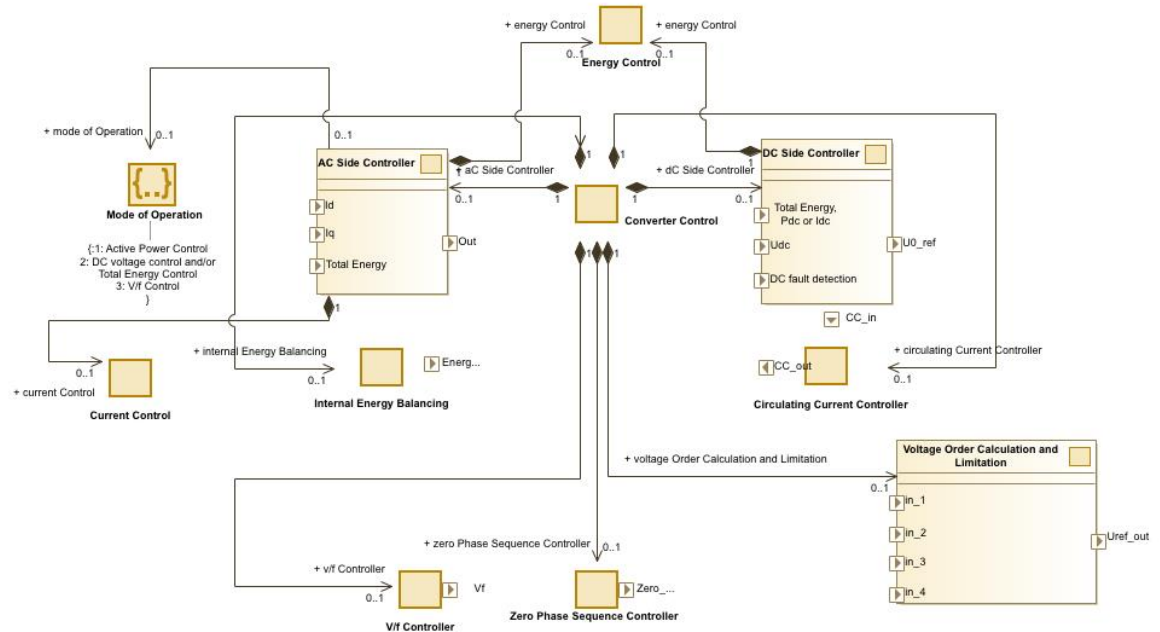 + energy Control
+ energy Control
0..1
0..1
Energy Control
+ mode of Operation
0..1
0..1
1
1
AC Side Controller
1
+ aC Side Controller
0..1
1
1
+ dC Side Controller
0..1
1
DC Side Controller
Mode of Operation
{:1: Active Power Control
2: DC voltage control and/or
Total Energy Control
3: V/f Control
}
Id
Iq
Total Energy
Out
Converter Control
Total Energy,
Pdc or Idc
Udc
DC fault detection
U0_ref
1
1
1
1
CC_in
+ internal Energy Balancing
0..1
Energ...
Internal Energy Balancing
CC_out
+ circulating Current Controller
0..1
Circulating Current Controller
0..1
+ current Control
Current Control
+ voltage Order Calculation and Limitation
0..1
Voltage Order Calculation and
Limitation
in_1
in_2
in_3
in_4
Uref_out
+ zero Phase Sequence Controller
0..1
+ v/f Controller
0..1
Vf
V/f Controller
Zero_...
Zero Phase Sequence Controller